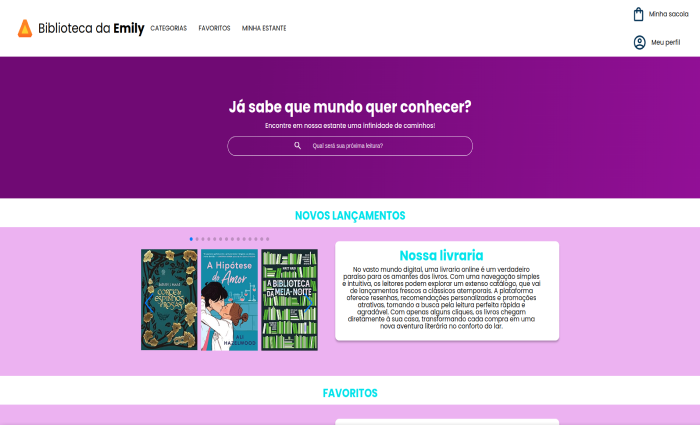 Biblioteca da Emily
CATEGORIAS
FAVORITOS
MINHA ESTANTE
Minha sacola
Meu perfil
Já sabe que mundo quer conhecer?
Encontre em nossa estante uma infinidade de caminhos!
Qual será sua próxima leitura?
NOVOS LANÇAMENTOS
CORDEL
ESPINHOS
ROSAS
A Hipótese
do Amor
ALI
HAZELWOOD
MATT HAIG
A BIBLIOTECA
DA MEIA-NOITE
Nossa livraria
No vasto mundo digital, uma livraria online é um verdadeiro
paraíso para os amantes dos livros. Com uma navegação simples
e intuitiva, os leitores podem explorar um extenso catálogo, que vai
de lançamentos frescos a clássicos atemporais. A plataforma
oferece resenhas, recomendações personalizadas e promoções
atrativas, tornando a busca pela leitura perfeita rápida e
agradável. Com apenas alguns cliques, os livros chegam
diretamente à sua casa, transformando cada compra em uma
nova aventura literária no conforto do lar.
FAVORITOS